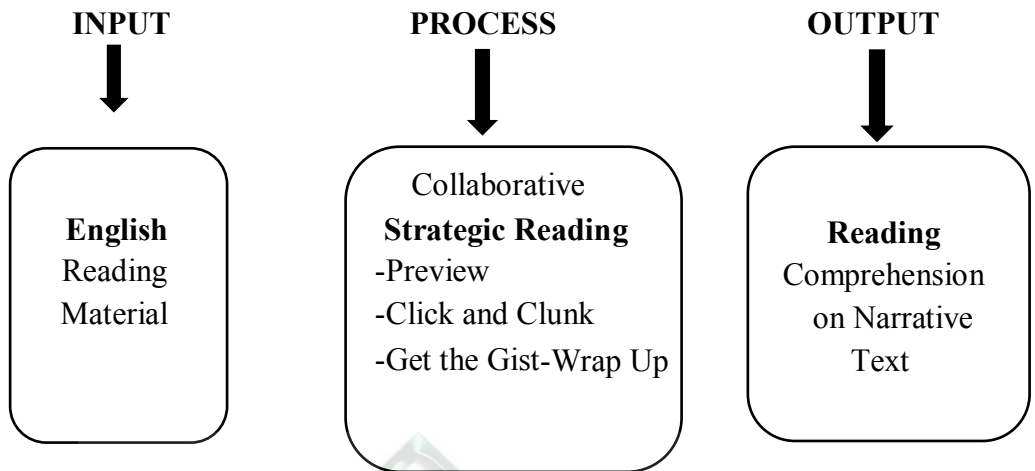 INPUT
PROCESS
OUTPUT
English
Reading
Material
Collaborative
Strategic Reading
-Preview
-Click and Clunk
-Get the Gist-Wrap Up
Reading
Comprehension
on Narrative
Text